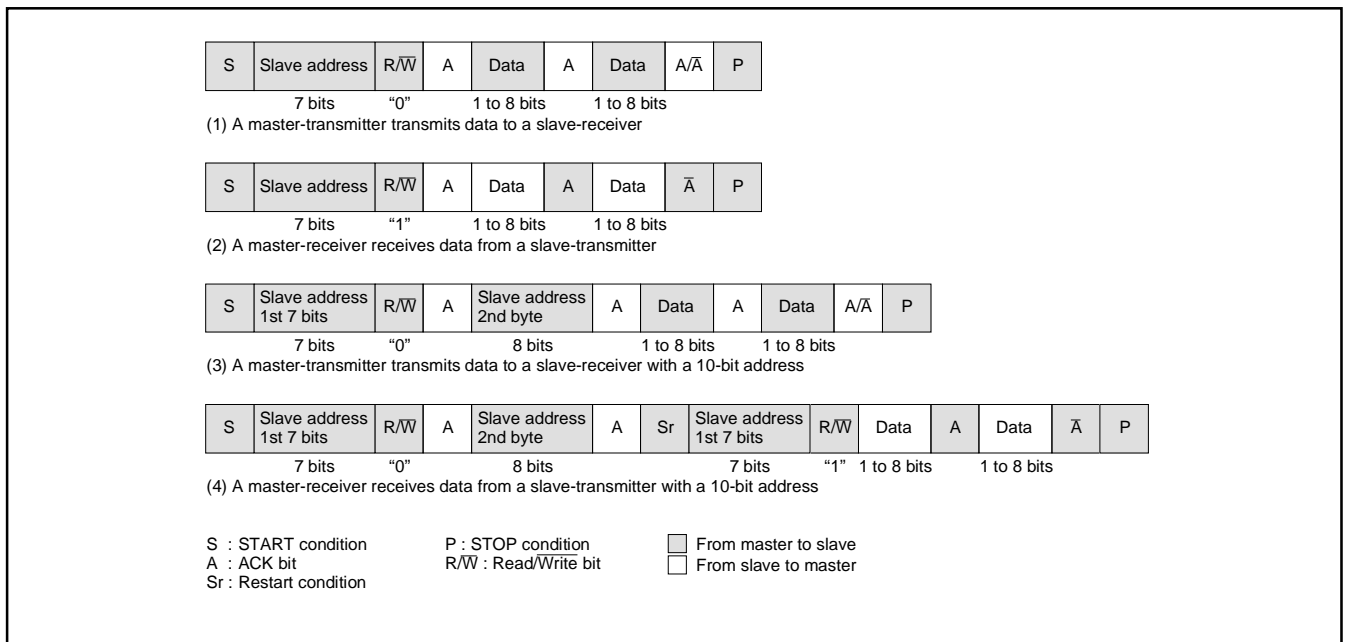 S Slave address R/W̅ A Data A Data A/A̅ P
7 bits “0” 1 to 8 bits 1 to 8 bits
(1) A master-transmitter transmits data to a slave-receiver
S Slave address R/W̅ A Data A Data A̅ P
7 bits “1” 1 to 8 bits 1 to 8 bits
(2) A master-receiver receives data from a slave-transmitter
S Slave address 1st 7 bits R/W̅ A Slave address 2nd byte A Data A Data A/A̅ P
7 bits “0” 8 bits 1 to 8 bits 1 to 8 bits
(3) A master-transmitter transmits data to a slave-receiver with a 10-bit address
S Slave address 1st 7 bits R/W̅ A Slave address 2nd byte A Sr Slave address 1st 7 bits R/W̅ Data A Data A̅ P
7 bits “0” 8 bits 7 bits “1” 1 to 8 bits 1 to 8 bits
(4) A master-receiver receives data from a slave-transmitter with a 10-bit address
S : START condition P : STOP condition From master to slave
A : ACK bit R/W̅ : Read/W̅r̅i̅t̅e̅ bit From slave to master
Sr : Restart condition